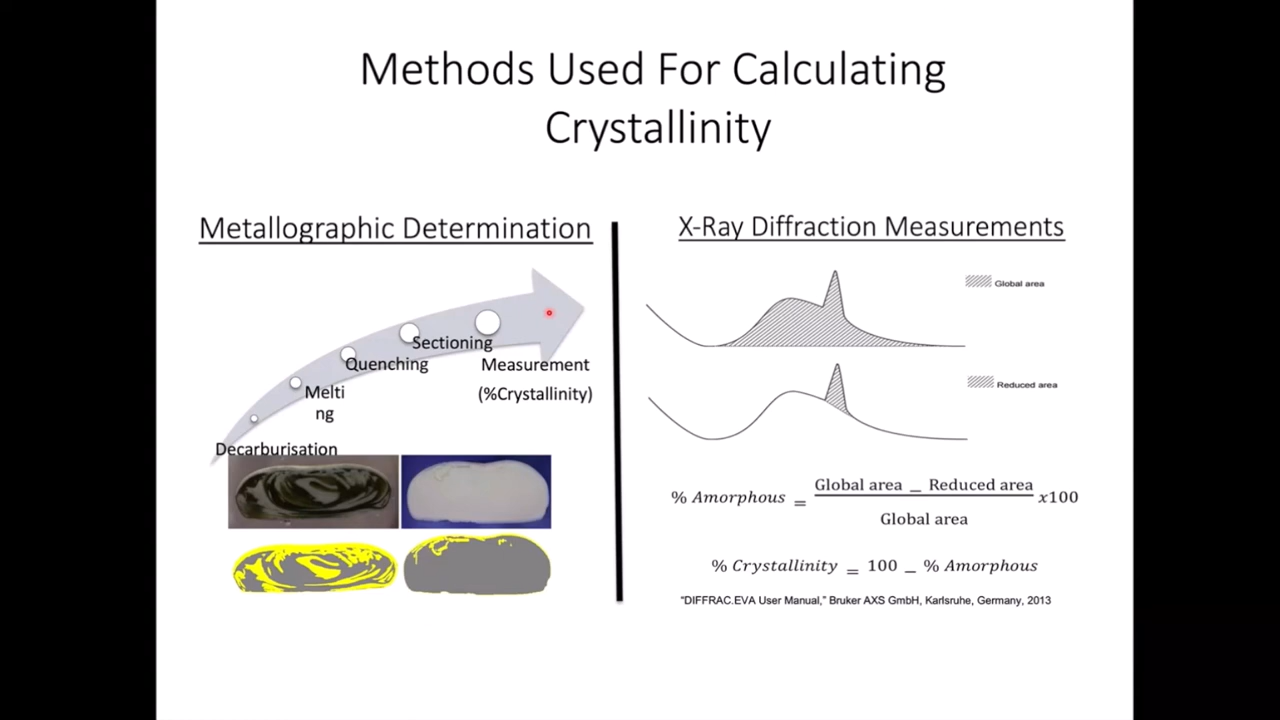 Methods Used For Calculating
Crystallinity
Metallographic Determination
Sectioning
Quenching
Measurement
(%Crystallinity)
Melti
ng
Decarburisation
X-Ray Diffraction Measurements
Global area
Reduced area
% Amorphous = Global area – Reduced area x100
Global area
% Crystallinity = 100 – % Amorphous
"DIFFRAC.EVA User Manual," Bruker AXS GmbH, Karlsruhe, Germany, 2013